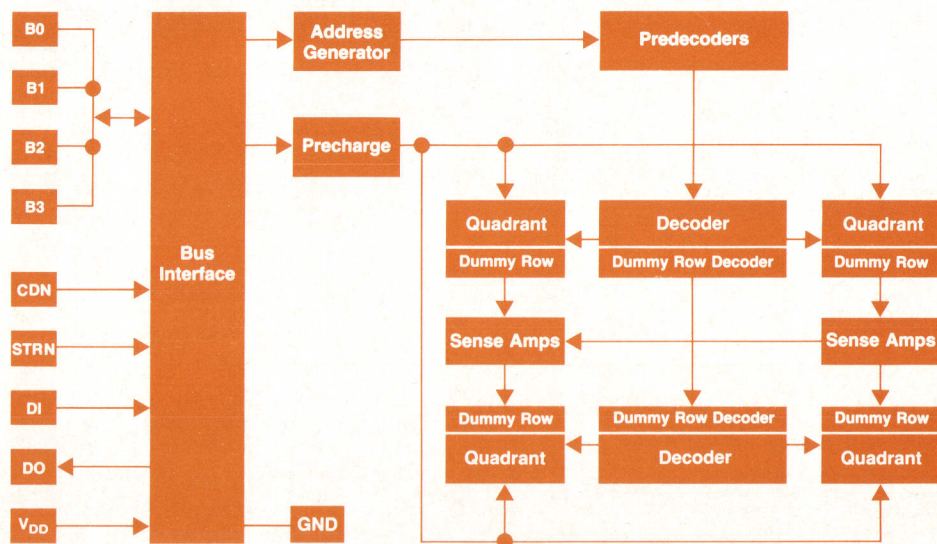 B0
B1
B2
B3
CDN
STRN
DI
DO
VDD
Bus
Interface
Address
Generator
Predecoders
Precharge
Quadrant
Decoder
Quadrant
Dummy Row
Dummy Row Decoder
Dummy Row
Sense Amps
Sense Amps
Dummy Row
Dummy Row Decoder
Dummy Row
Quadrant
Decoder
Quadrant
GND